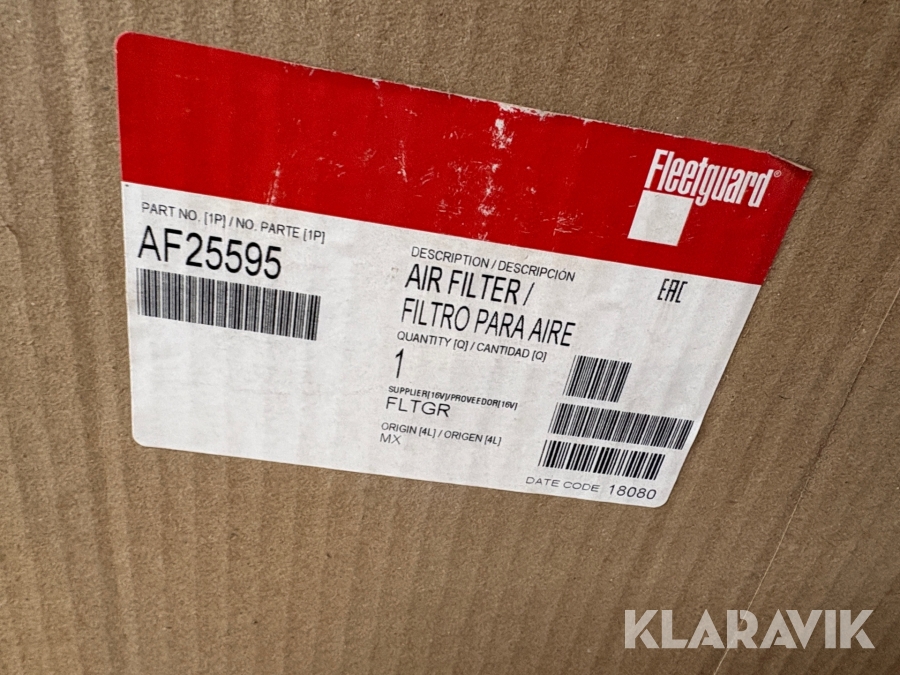 Fleetguard®
PART NO. [1P] / NO. PARTE [1P]
AF25595
DESCRIPTION / DESCRIPCIÓN
AIR FILTER /
FILTRO PARA AIRE
EAC
QUANTITY [Q] / CANTIDAD [Q]
1
SUPPLIER[16V]/PROVEEDOR[16V]
FLTGR
ORIGIN [4L] / ORIGEN [4L]
MX
DATE CODE 18080
KLARAVIK